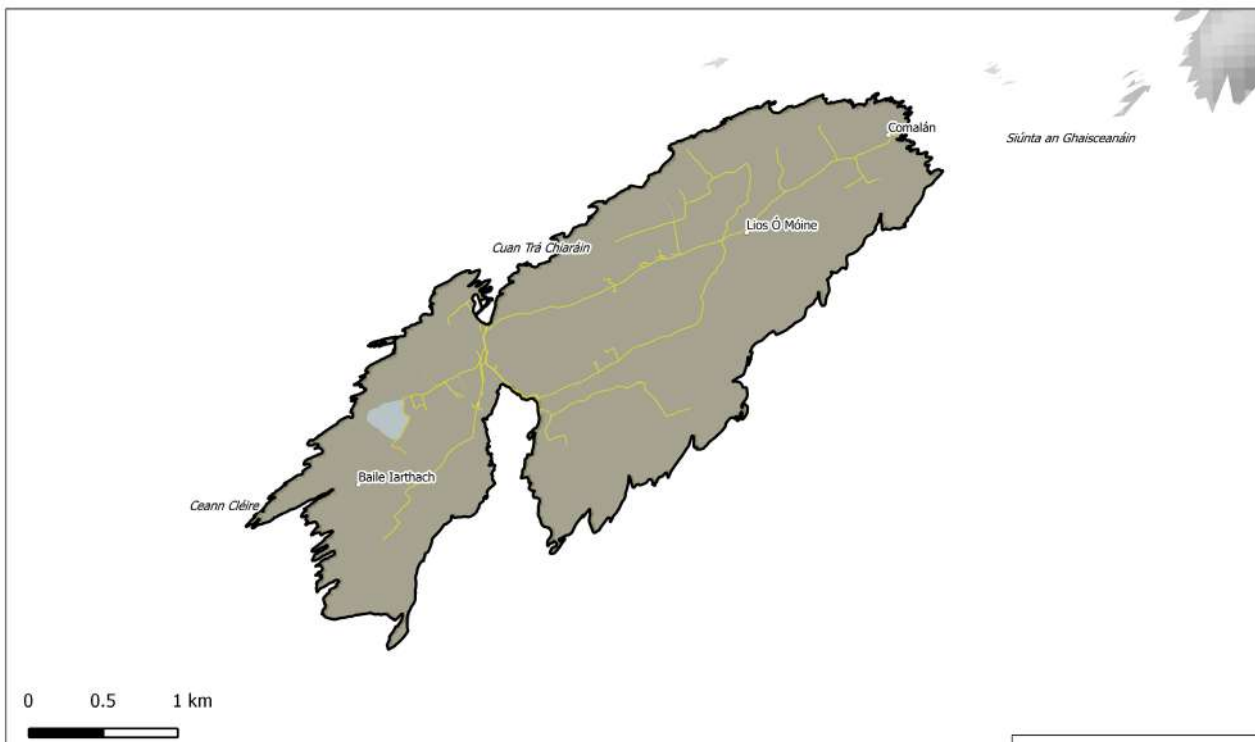 Comalán
Siúnta an Ghaisceanáin
Lios Ó Móine
Cuan Trá Chiaráin
Baile Iarthach
Ceann Cléire
0 0.5 1 km